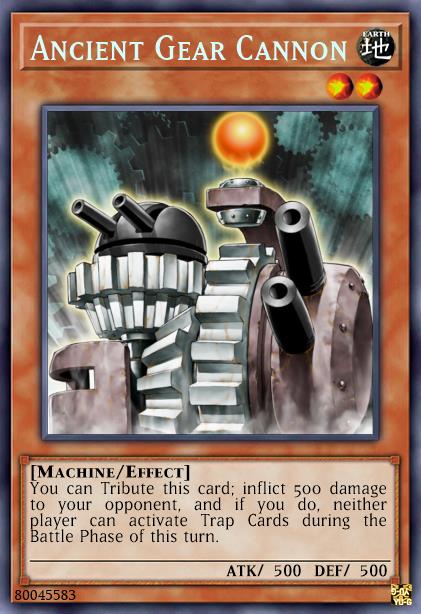 ANCIENT GEAR CANNON
EARTH
地
[MACHINE/EFFECT]
You can Tribute this card; inflict 500 damage
to your opponent, and if you do, neither
player can activate Trap Cards during the
Battle Phase of this turn.
ATK/ 500 DEF/ 500
80045583